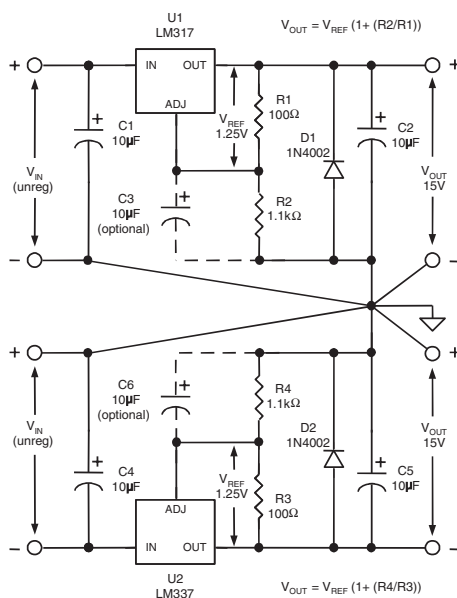 U1
LM317
V_OUT = V_REF (1+ (R2/R1))
+
IN
OUT
+
ADJ
+
C1
10µF
V_REF
1.25V
R1
100Ω
D1
1N4002
+
C2
10µF
V_IN
(unreg)
C3
10µF
(optional)
+
R2
1.1kΩ
V_OUT
15V
–
–
+
+
C6
10µF
(optional)
+
R4
1.1kΩ
V_IN
(unreg)
D2
1N4002
V_OUT
15V
+
C4
10µF
V_REF
1.25V
R3
100Ω
+
C5
10µF
ADJ
–
IN
OUT
–
U2
LM337
V_OUT = V_REF (1+ (R4/R3))